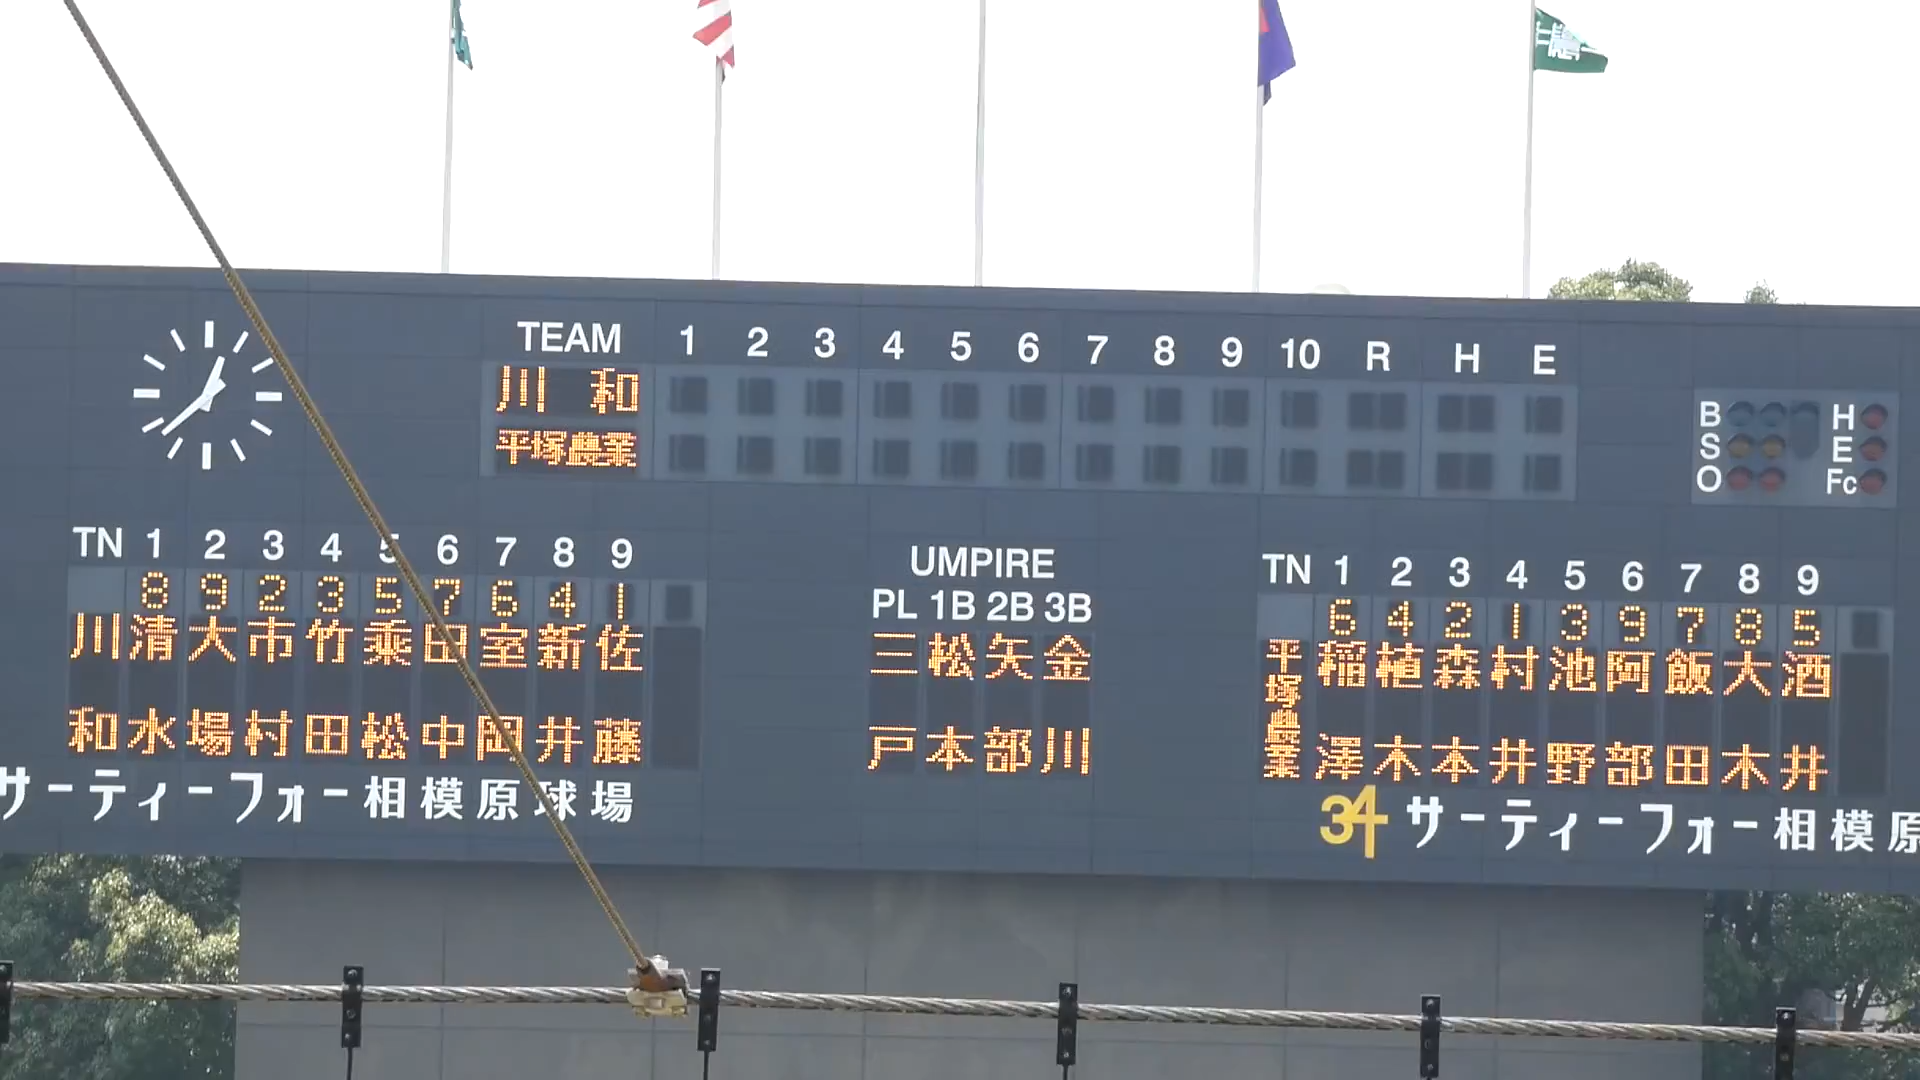 TEAM 1 2 3 4 5 6 7 8 9 10 R H E
川和
平塚農業
B H
S E
O Fc
TN 1 2 3 4 5 6 7 8 9
8 9 2 3 5 7 6 4 1
川和 清水 大場 市村 竹田 乗松 田中 室岡 新井 佐藤
UMPIRE
PL 1B 2B 3B
三戸 松本 矢部 金川
TN 1 2 3 4 5 6 7 8 9
6 4 2 1 3 9 7 8 5
平塚農業 稲澤 植木 森本 村井 池野 阿部 飯田 大木 酒井
サーティーフォー相模原球場
34 サーティーフォー相模原